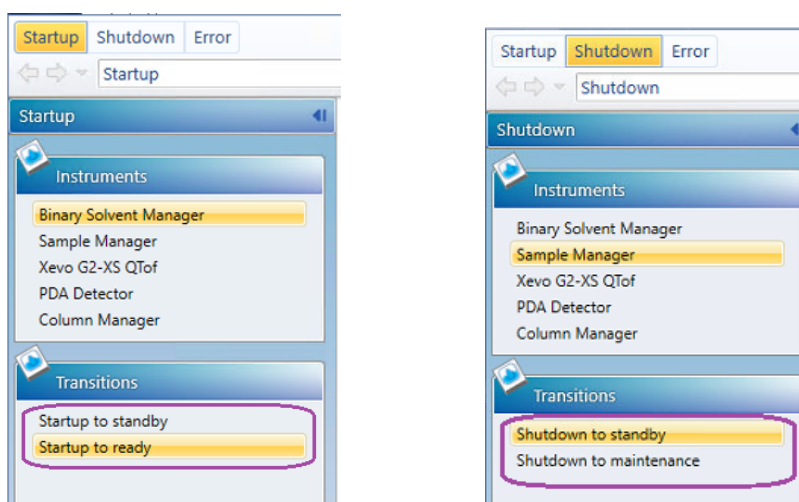 Startup Shutdown Error
Startup
Startup
Instruments
Binary Solvent Manager
Sample Manager
Xevo G2-XS QTof
PDA Detector
Column Manager
Transitions
Startup to standby
Startup to ready
Startup Shutdown Error
Shutdown
Shutdown
Instruments
Binary Solvent Manager
Sample Manager
Xevo G2-XS QTof
PDA Detector
Column Manager
Transitions
Shutdown to standby
Shutdown to maintenance